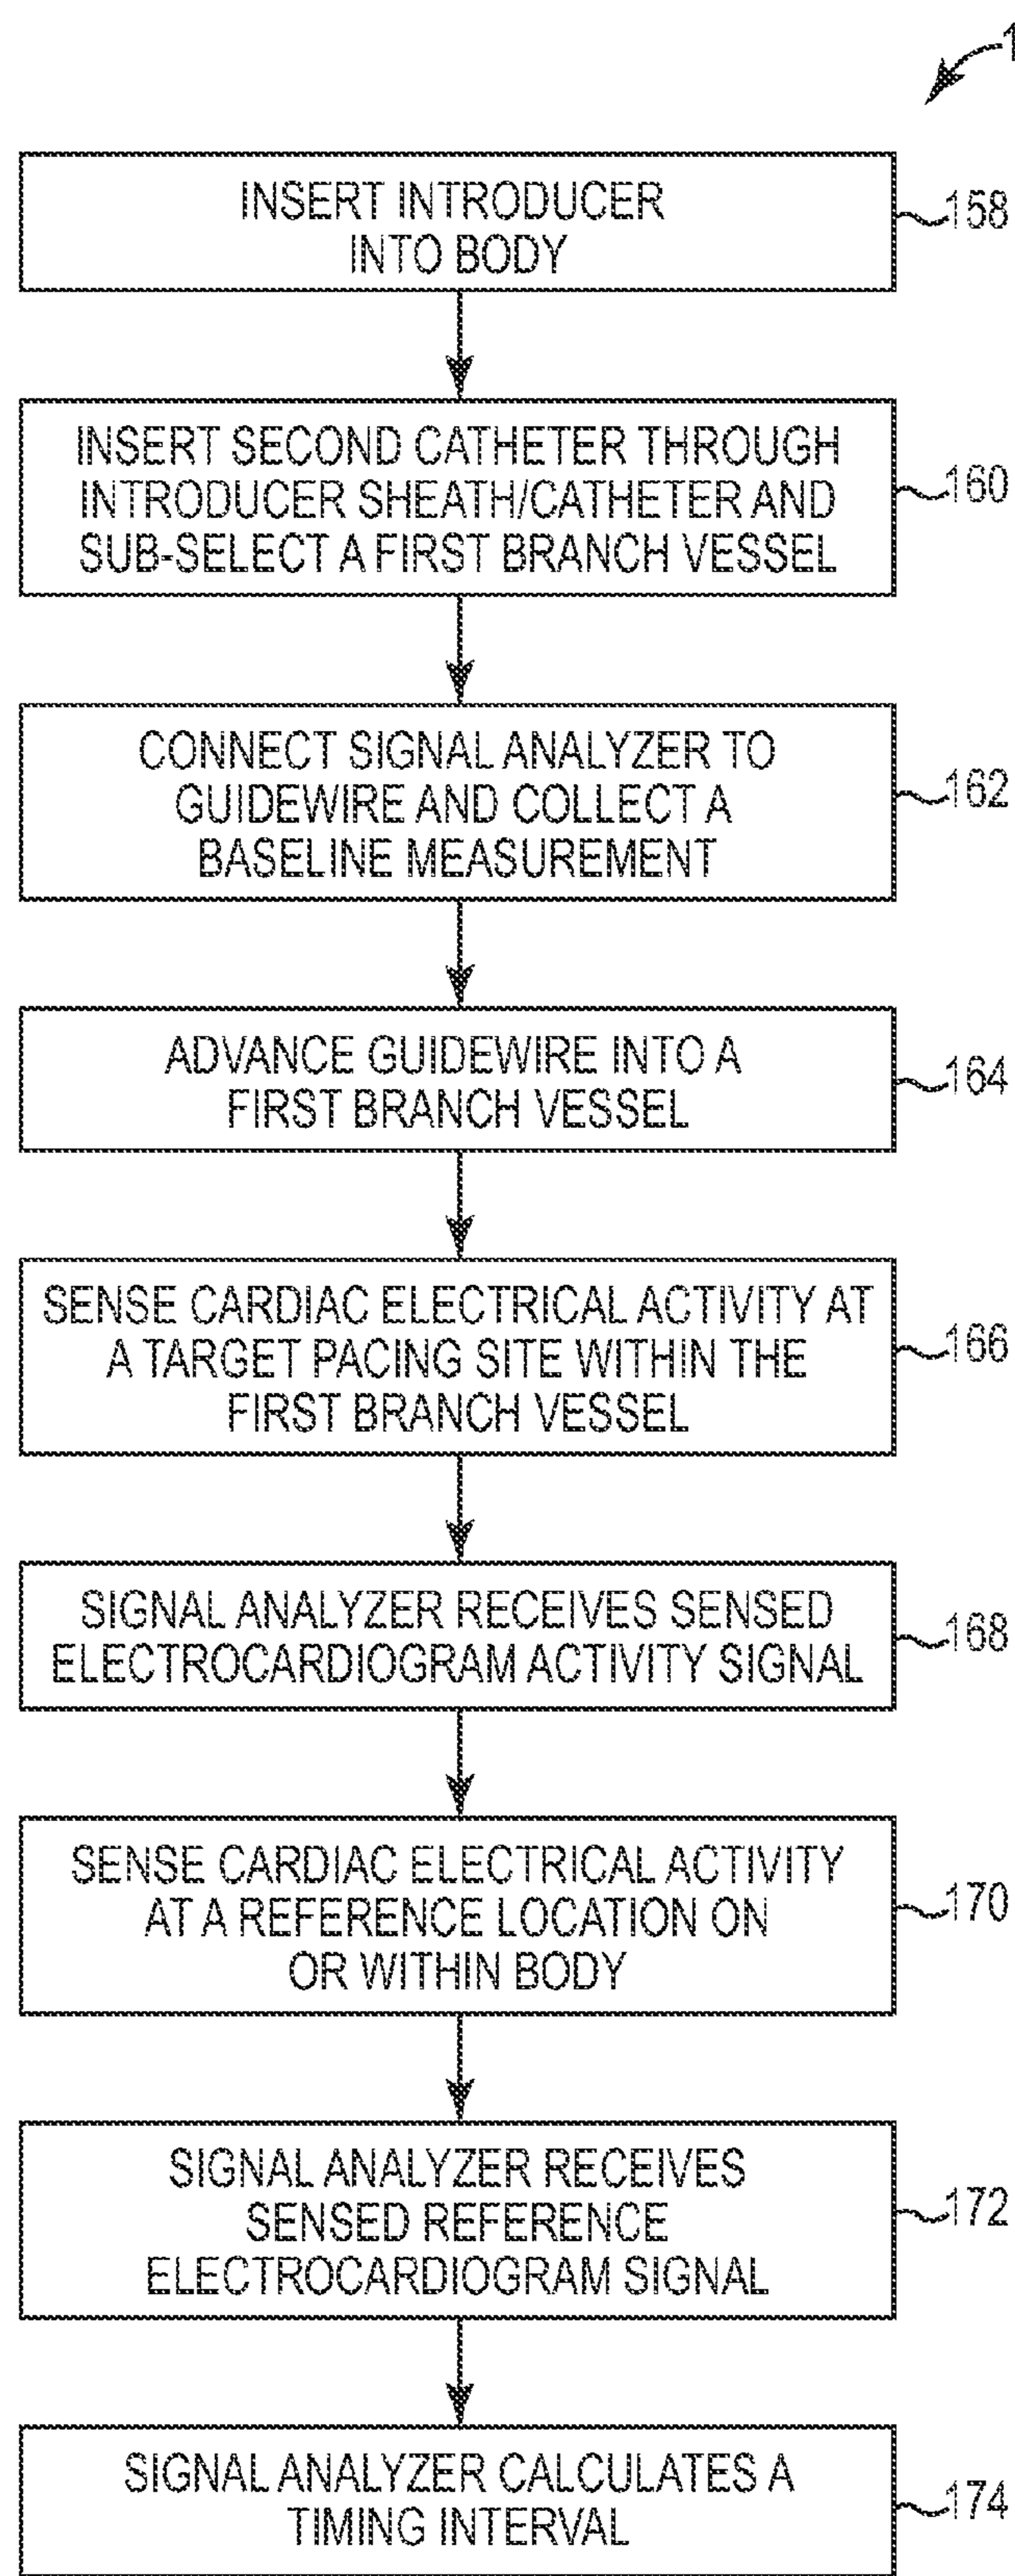 INSERT INTRODUCER
INTO BODY
158
INSERT SECOND CATHETER THROUGH
INTRODUCER SHEATH/CATHETER AND
SUB-SELECT A FIRST BRANCH VESSEL
160
CONNECT SIGNAL ANALYZER TO
GUIDEWIRE AND COLLECT A
BASELINE MEASUREMENT
162
ADVANCE GUIDEWIRE INTO A
FIRST BRANCH VESSEL
164
SENSE CARDIAC ELECTRICAL ACTIVITY AT
A TARGET PACING SITE WITHIN THE
FIRST BRANCH VESSEL
166
SIGNAL ANALYZER RECEIVES SENSED
ELECTROCARDIOGRAM ACTIVITY SIGNAL
168
SENSE CARDIAC ELECTRICAL ACTIVITY
AT A REFERENCE LOCATION ON
OR WITHIN BODY
170
SIGNAL ANALYZER RECEIVES
SENSED REFERENCE
ELECTROCARDIOGRAM SIGNAL
172
SIGNAL ANALYZER CALCULATES A
TIMING INTERVAL
174